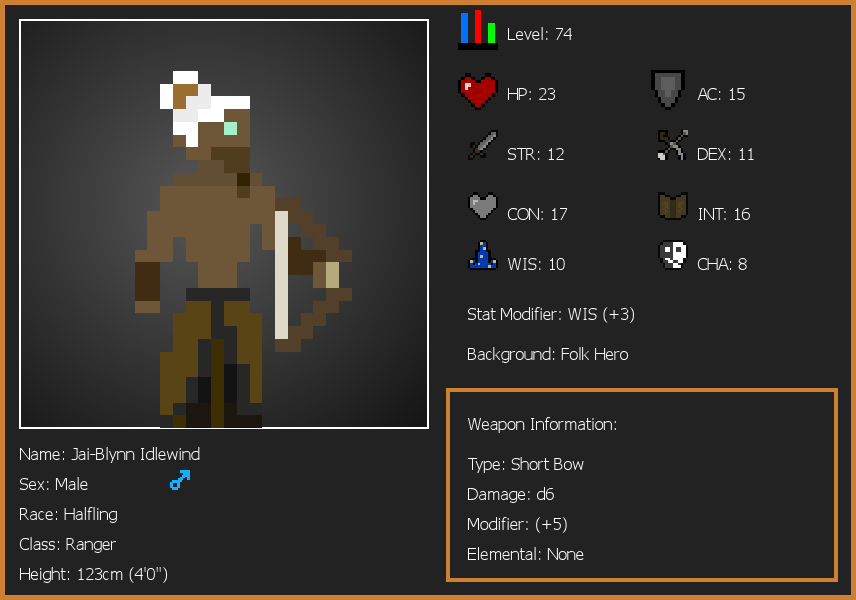 Level: 74
HP: 23
AC: 15
STR: 12
DEX: 11
CON: 17
INT: 16
WIS: 10
CHA: 8
Stat Modifier: WIS (+3)
Background: Folk Hero
Weapon Information:
Type: Short Bow
Damage: d6
Modifier: (+5)
Elemental: None
Name: Jai-Blynn Idlewind
Sex: Male
Race: Halfling
Class: Ranger
Height: 123cm (4'0")